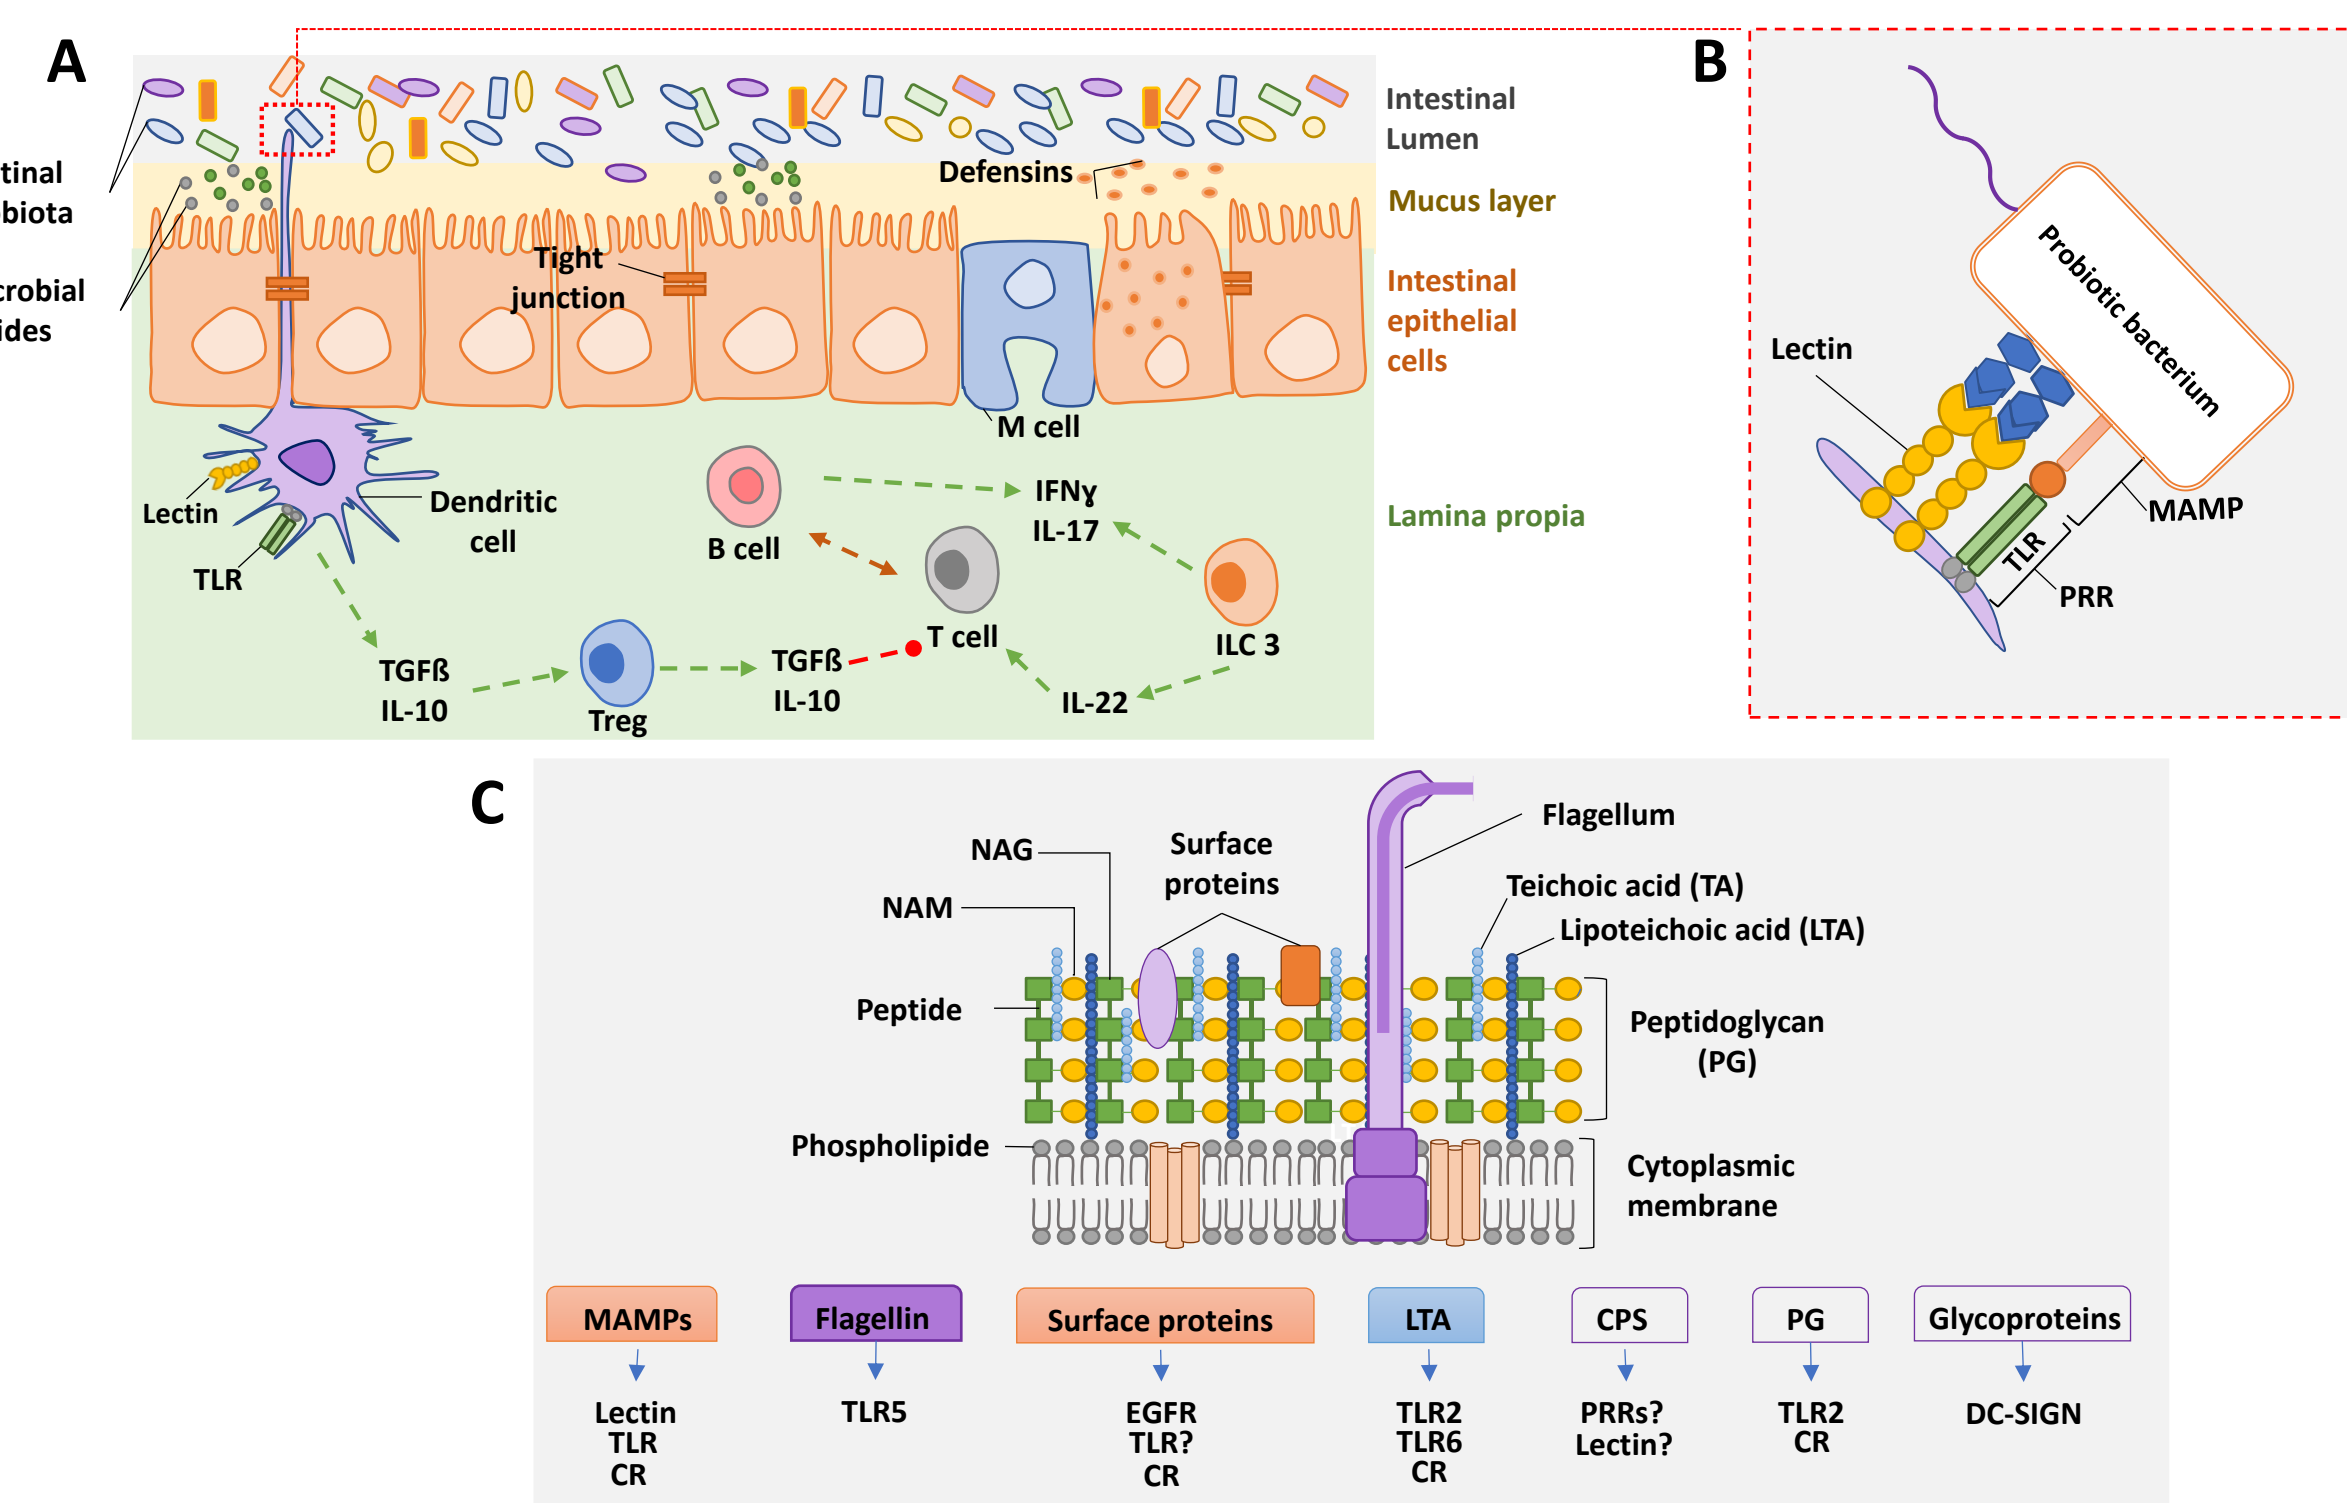 A
Intestinal
Lumen
Mucus layer
Intestinal
epithelial
cells
Lamina propia
tinal
biota
crobial
ides
Defensins
Tight
junction
M cell
Lectin
TLR
Dendritic
cell
B cell
IFNɣ
IL-17
T cell
ILC 3
TGFß
IL-10
Treg
TGFß
IL-10
IL-22
B
Probiotic bacterium
Lectin
MAMP
TLR
PRR
C
Flagellum
NAG
Surface
proteins
NAM
Teichoic acid (TA)
Lipoteichoic acid (LTA)
Peptide
Peptidoglycan
(PG)
Phospholipide
Cytoplasmic
membrane
MAMPs
Lectin
TLR
CR
Flagellin
TLR5
Surface proteins
EGFR
TLR?
CR
LTA
TLR2
TLR6
CR
CPS
PRRs?
Lectin?
PG
TLR2
CR
Glycoproteins
DC-SIGN